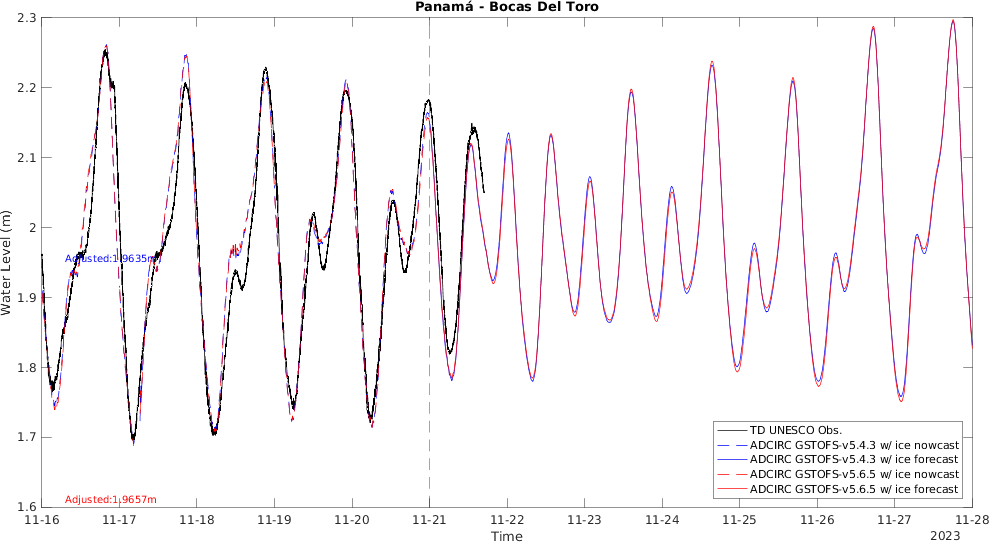 Panamá - Bocas Del Toro
2.3
2.2
2.1
2
1.9
1.8
1.7
1.6
Water Level (m)
Adjusted:1.9635m
Adjusted:1.9657m
TD UNESCO Obs.
ADCIRC GSTOFS-v5.4.3 w/ ice nowcast
ADCIRC GSTOFS-v5.4.3 w/ ice forecast
ADCIRC GSTOFS-v5.6.5 w/ ice nowcast
ADCIRC GSTOFS-v5.6.5 w/ ice forecast
11-16 11-17 11-18 11-19 11-20 11-21 11-22 11-23 11-24 11-25 11-26 11-27 11-28
Time
2023